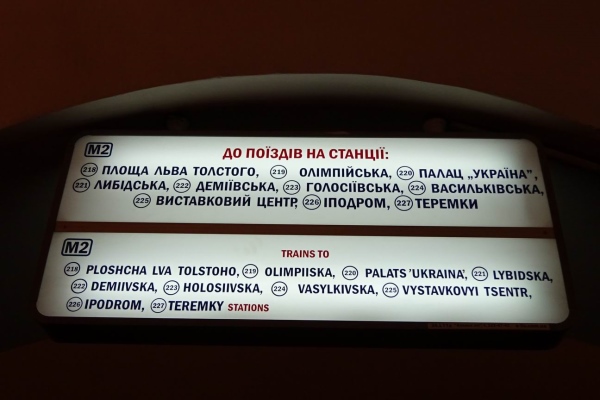 M2
ДО ПОЇЗДІВ НА СТАНЦІЇ:
218 ПЛОЩА ЛЬВА ТОЛСТОГО, 219 ОЛІМПІЙСЬКА, 220 ПАЛАЦ „УКРАЇНА”,
221 ЛИБІДСЬКА, 222 ДЕМІЇВСЬКА, 223 ГОЛОСІЇВСЬКА, 224 ВАСИЛЬКІВСЬКА,
225 ВИСТАВКОВИЙ ЦЕНТР, 226 ІПОДРОМ, 227 ТЕРЕМКИ
M2
TRAINS TO
218 PLOSHCHA LVA TOLSTOHO, 219 OLIMPIISKA, 220 PALATS 'UKRAINA', 221 LYBIDSKA,
222 DEMIIVSKA, 223 HOLOSIIVSKA, 224 VASYLKIVSKA, 225 VYSTAVKOVYI TSENTR,
226 IPODROM, 227 TEREMKY STATIONS